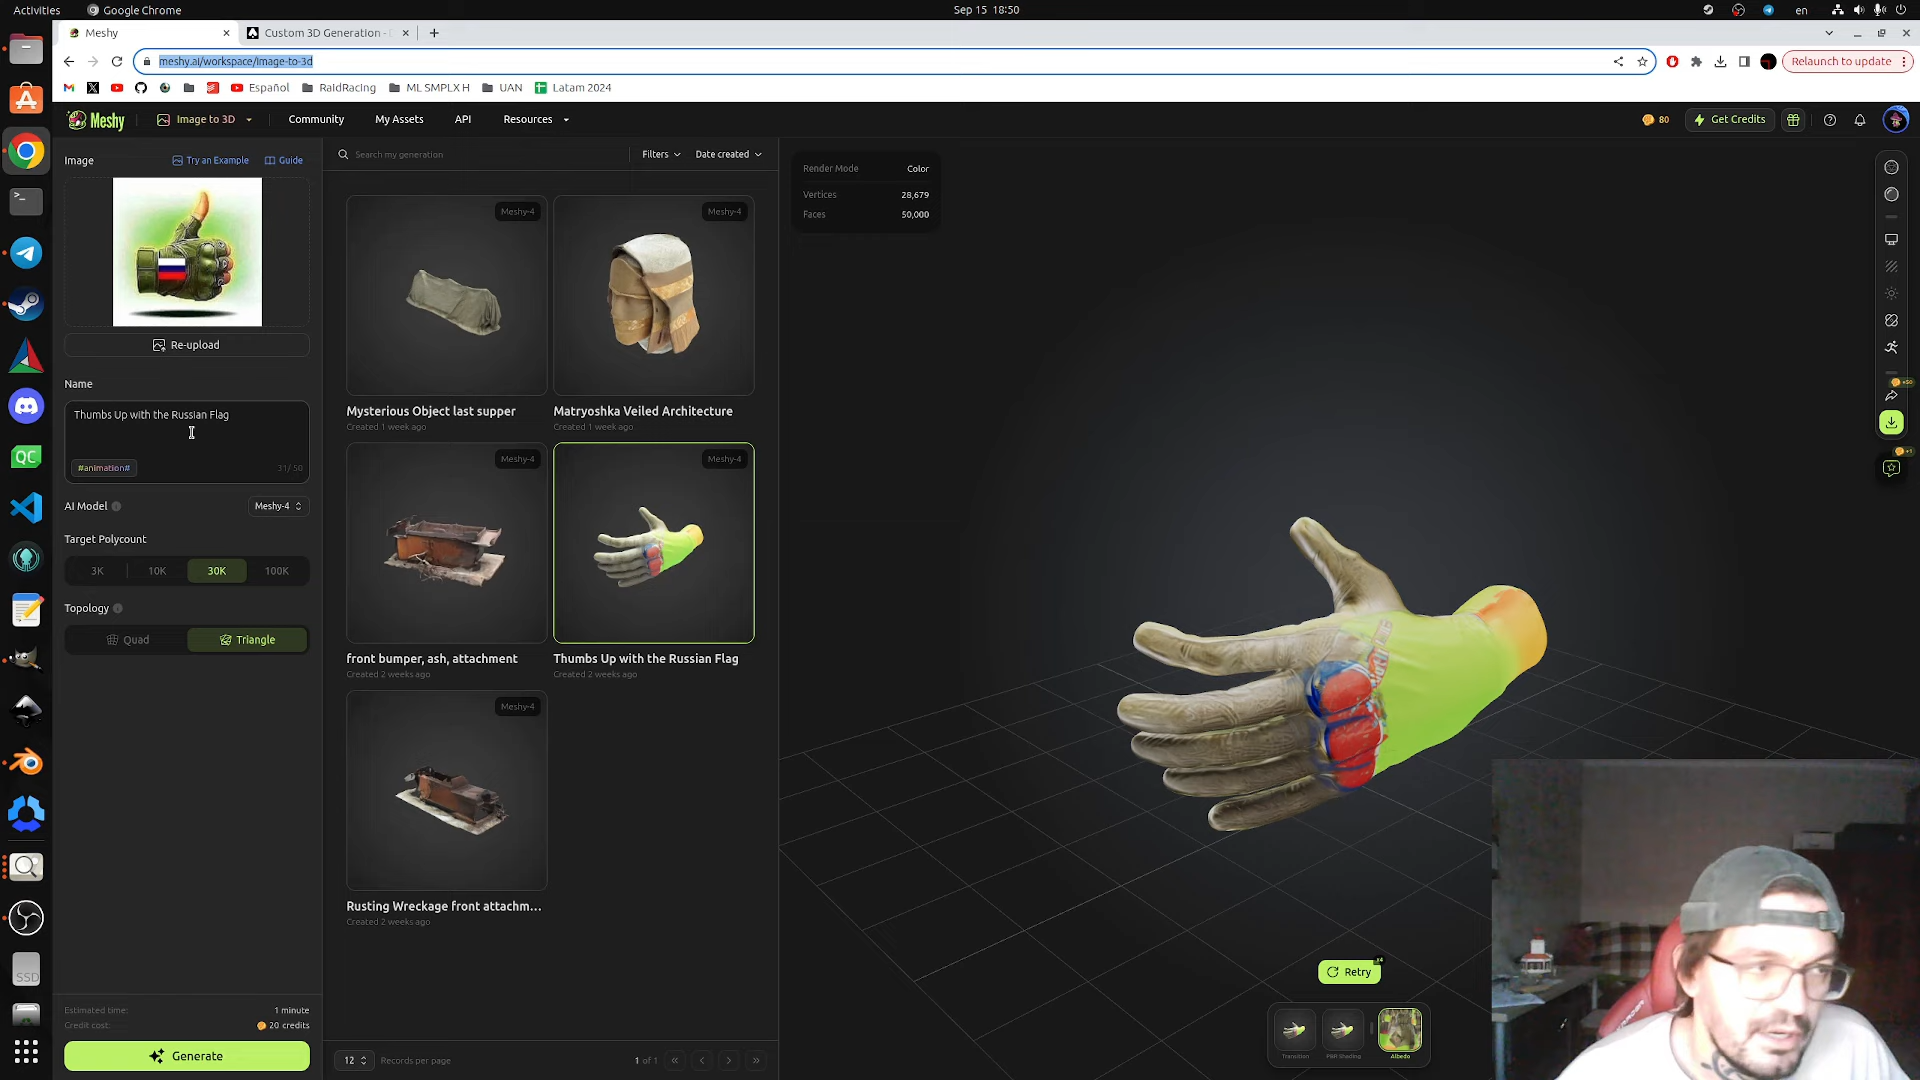 Activities
Google Chrome
Sep 15 18:50
en
Meshy
Custom 3D Generation -
meshy.ai/workspace/image-to-3d
Relaunch to update
Español
RaidRacing
ML SMPLX H
UAN
Latam 2024
Meshy
Image to 3D
Community
My Assets
API
Resources
80
Get Credits
Image
Try an Example
Guide
Re-upload
Name
Thumbs Up with the Russian Flag
#animation#
31/ 50
AI Model
Meshy-4
Target Polycount
3K
10K
30K
100K
Topology
Quad
Triangle
Estimated time:
1 minute
Credit cost:
20 credits
Generate
Search my generation
Filters
Date created
Meshy-4
Meshy-4
Mysterious Object last supper
Created 1 week ago
Matryoshka Veiled Architecture
Created 1 week ago
Meshy-4
Meshy-4
front bumper, ash, attachment
Created 2 weeks ago
Thumbs Up with the Russian Flag
Created 2 weeks ago
Meshy-4
Rusting Wreckage front attachm...
Created 2 weeks ago
12
Records per page
1 of 1
Render Mode
Color
Vertices
28,679
Faces
50,000
+50
+1
Retry
x4
Transition
PBR Shading
Albedo
QC
SSD